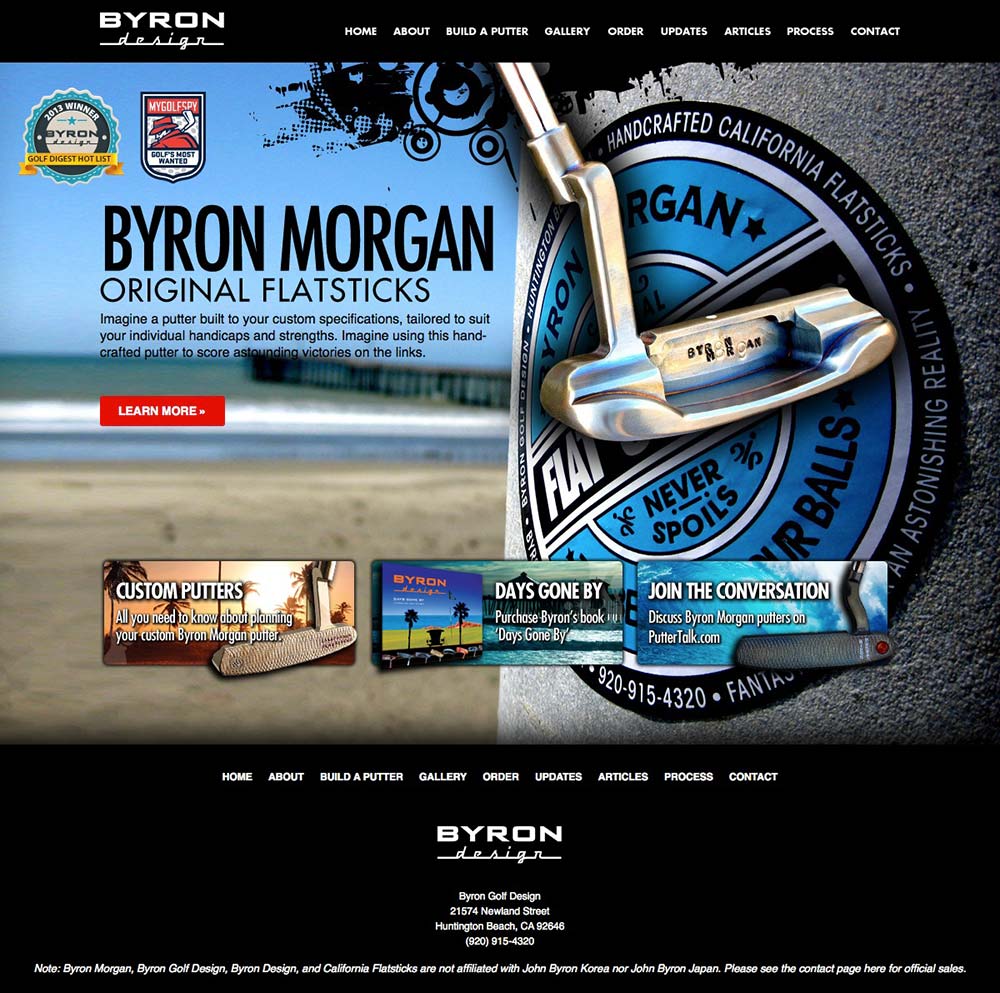 BYRON
design
HOME ABOUT BUILD A PUTTER GALLERY ORDER UPDATES ARTICLES PROCESS CONTACT
2013 WINNER
BYRON
design
GOLF DIGEST HOT LIST
MYGOLFSPY
GOLF'S MOST
WANTED
BYRON MORGAN
ORIGINAL FLATSTICKS
Imagine a putter built to your custom specifications, tailored to suit
your individual handicaps and strengths. Imagine using this hand-
crafted putter to score astounding victories on the links.
LEARN MORE »
HANDCRAFTED CALIFORNIA FLATSTICKS •
AN ASTONISHING REALITY
• BYRON GOLF DESIGN • HUNTINGTON B
RGAN ★
YRON
BYRON
MORGAN
FLAT
NEVER
SPOILS
UR BALLS ★
920-915-4320 • FANTAS
CUSTOM PUTTERS
All you need to know about planning
your custom Byron Morgan putter.
BYRON
design
DAYS GONE BY
DAYS GONE BY
Purchase Byron's book
'Days Gone By'
JOIN THE CONVERSATION
Discuss Byron Morgan putters on
PutterTalk.com
HOME ABOUT BUILD A PUTTER GALLERY ORDER UPDATES ARTICLES PROCESS CONTACT
BYRON
design
Byron Golf Design
21574 Newland Street
Huntington Beach, CA 92646
(920) 915-4320
Note: Byron Morgan, Byron Golf Design, Byron Design, and California Flatsticks are not affiliated with John Byron Korea nor John Byron Japan. Please see the contact page here for official sales.